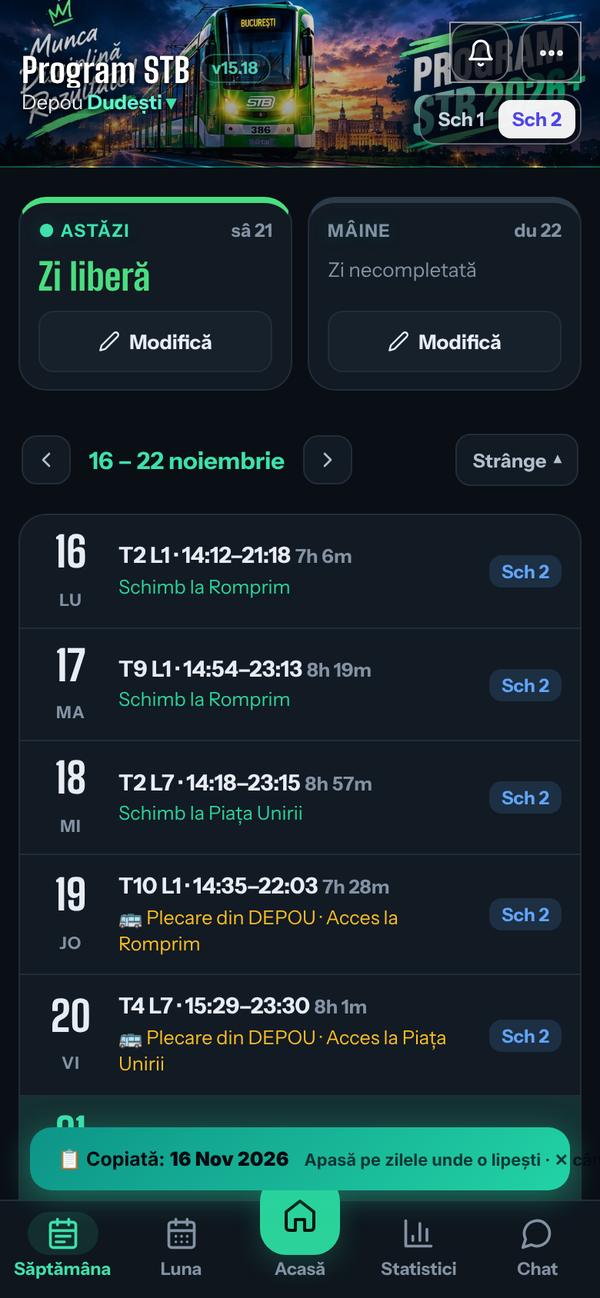 Munca
Disciplină
Rezultate!
BUCUREȘTI
Program STB
v15.18
Depou Dudești ▾
STB
386
PROGRAM
STB 2026+
Sch 1 Sch 2
ASTĂZI sâ 21
Zi liberă
Modifică
MÂINE du 22
Zi necompletată
Modifică
16 – 22 noiembrie
Strânge ▴
16 LU
T2 L1 · 14:12–21:18 7h 6m
Schimb la Romprim
Sch 2
17 MA
T9 L1 · 14:54–23:13 8h 19m
Schimb la Romprim
Sch 2
18 MI
T2 L7 · 14:18–23:15 8h 57m
Schimb la Piața Unirii
Sch 2
19 JO
T10 L1 · 14:35–22:03 7h 28m
🚌 Plecare din DEPOU · Acces la
Romprim
Sch 2
20 VI
T4 L7 · 15:29–23:30 8h 1m
🚌 Plecare din DEPOU · Acces la Piața
Unirii
Sch 2
21
📋 Copiată: 16 Nov 2026 Apasă pe zilele unde o lipești · ✕
Săptămâna
Luna
Acasă
Statistici
Chat